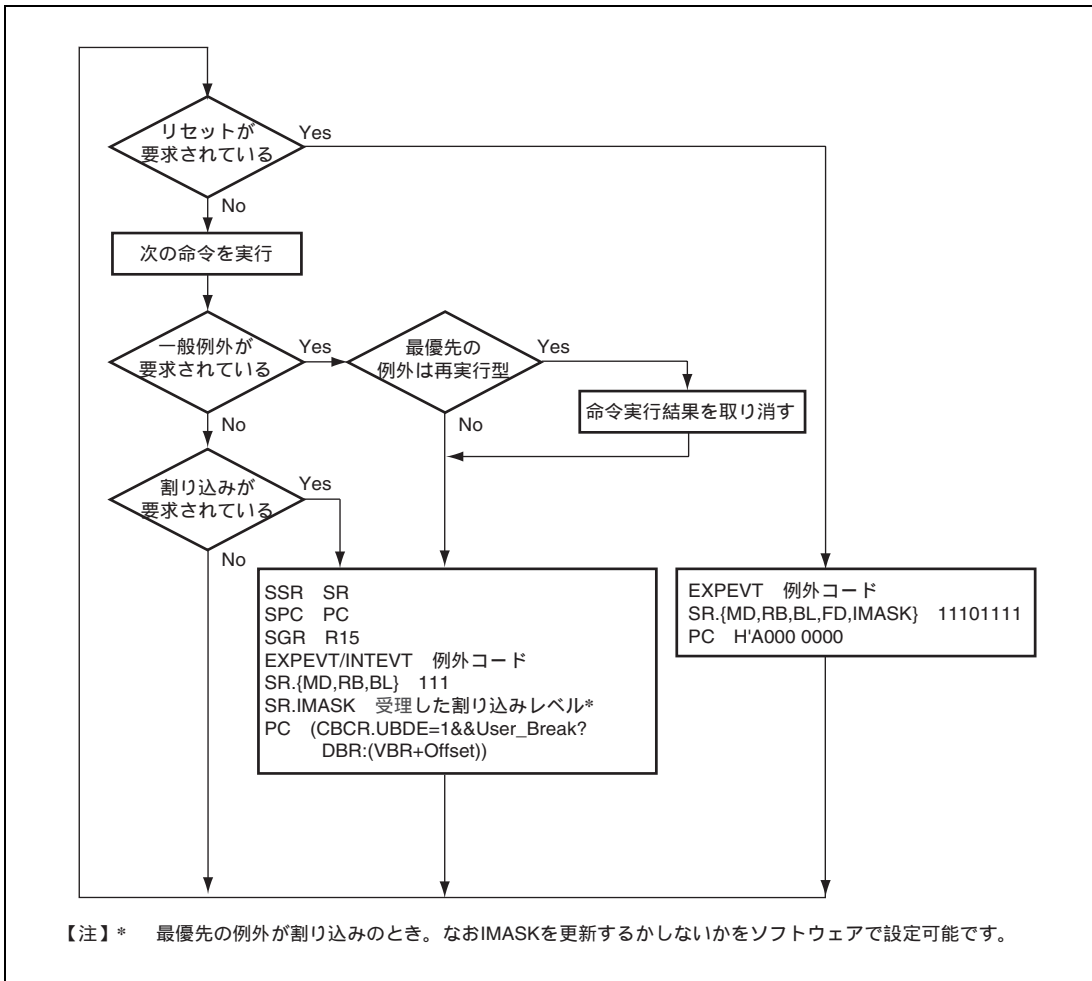 リセットが
要求されている
Yes
No
次の命令を実行
一般例外が
要求されている
Yes
最優先の
例外は再実行型
Yes
命令実行結果を取り消す
No
No
割り込みが
要求されている
Yes
No
SSR SR
SPC PC
SGR R15
EXPEVT/INTEVT 例外コード
SR.{MD,RB,BL} 111
SR.IMASK 受理した割り込みレベル*
PC (CBCR.UBDE=1&&User_Break?
DBR:(VBR+Offset))
EXPEVT 例外コード
SR.{MD,RB,BL,FD,IMASK} 11101111
PC H'A000 0000
【注】* 最優先の例外が割り込みのとき。なおIMASKを更新するかしないかをソフトウェアで設定可能です。